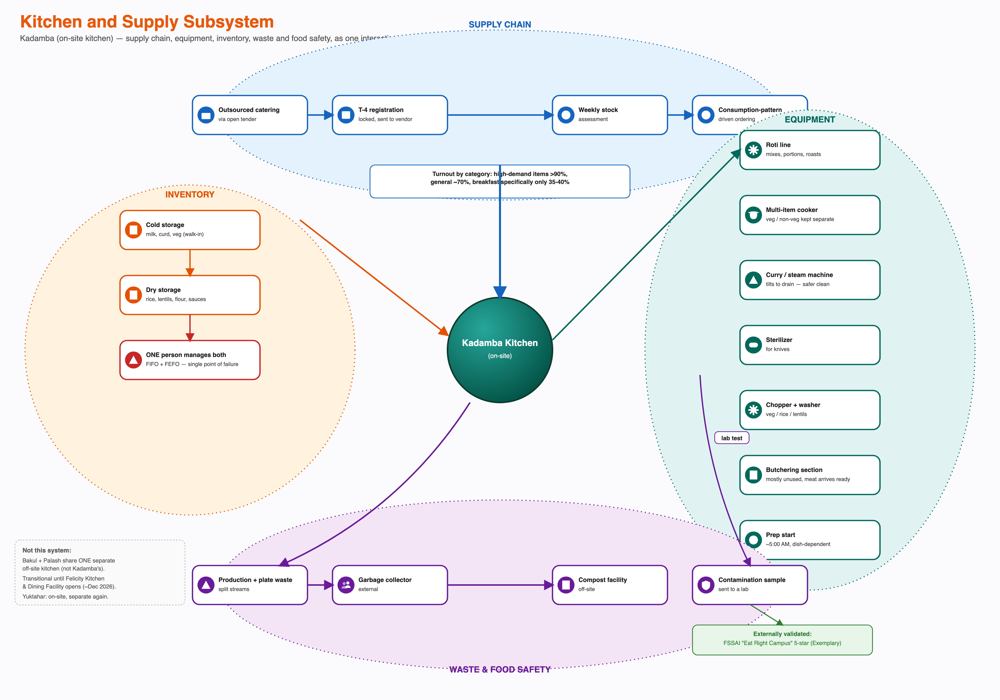 Kitchen and Supply Subsystem
Kadamba (on-site kitchen) — supply chain, equipment, inventory, waste and food safety, as one
SUPPLY CHAIN
Outsourced catering
via open tender
T-4 registration
locked, sent to vendor
Weekly stock
assessment
Consumption-pattern
driven ordering
Turnout by category: high-demand items >90%,
general ~70%, breakfast specifically only 35-40%
EQUIPMENT
Roti line
mixes, portions, roasts
Multi-item cooker
veg / non-veg kept separate
Curry / steam machine
tilts to drain — safer clean
Sterilizer
for knives
Chopper + washer
veg / rice / lentils
lab test
Butchering section
mostly unused, meat arrives ready
Prep start
~5:00 AM, dish-dependent
INVENTORY
Cold storage
milk, curd, veg (walk-in)
Dry storage
rice, lentils, flour, sauces
ONE person manages both
FIFO + FEFO — single point of failure
Kadamba Kitchen
(on-site)
Not this system:
Bakul + Palash share ONE separate
off-site kitchen (not Kadamba's).
Transitional until Felicity Kitchen
& Dining Facility opens (~Dec 2026).
Yuktahar: on-site, separate again.
Production + plate waste
split streams
Garbage collector
external
Compost facility
off-site
Contamination sample
sent to a lab
Externally validated:
FSSAI "Eat Right Campus" 5-star (Exemplary)
WASTE & FOOD SAFETY